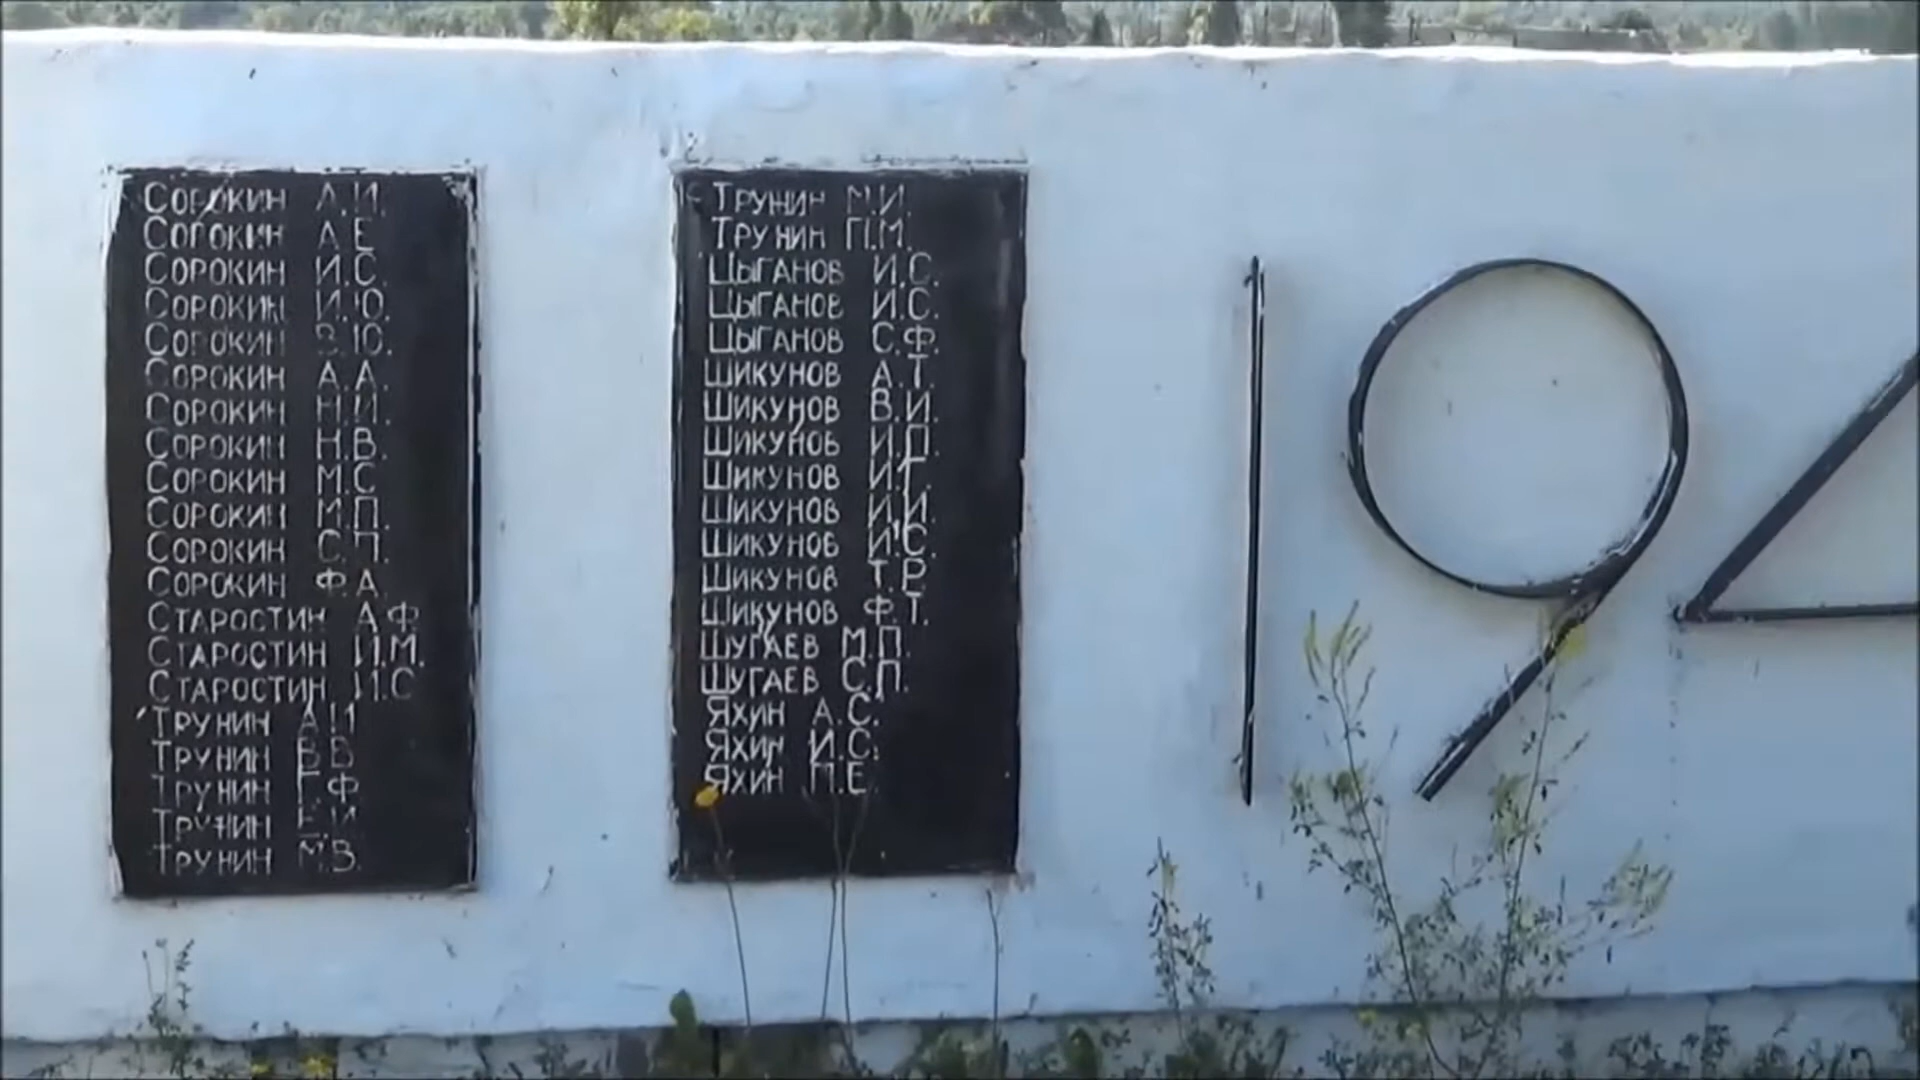 Сорокин А.И.
Сорокин А.Е
Сорокин И.С.
Сорокин И.Ю.
Сорокин В.Ю.
Сорокин А.А.
Сорокин Н.И.
Сорокин Н.В.
Сорокин М.С
Сорокин М.П.
Сорокин С.П.
Сорокин Ф.А.
Старостин А.Ф.
Старостин И.М.
Старостин И.С
Трунин А.И
Трунин В.В
Трунин Г.Ф.
Трунин Е.И
Трунин М.В.
Трунин М.И.
Трунин П.М.
Цыганов И.С.
Цыганов И.С.
Цыганов С.Ф.
Шикунов А.Т.
Шикунов В.И.
Шикунов И.П.
Шикунов И.Г.
Шикунов И.И.
Шикунов И.С.
Шикунов Т.Р.
Шикунов Ф.Т.
Шугаев М.П.
Шугаев С.П.
Яхин А.С.
Яхин И.С.
Яхин П.Е.
194